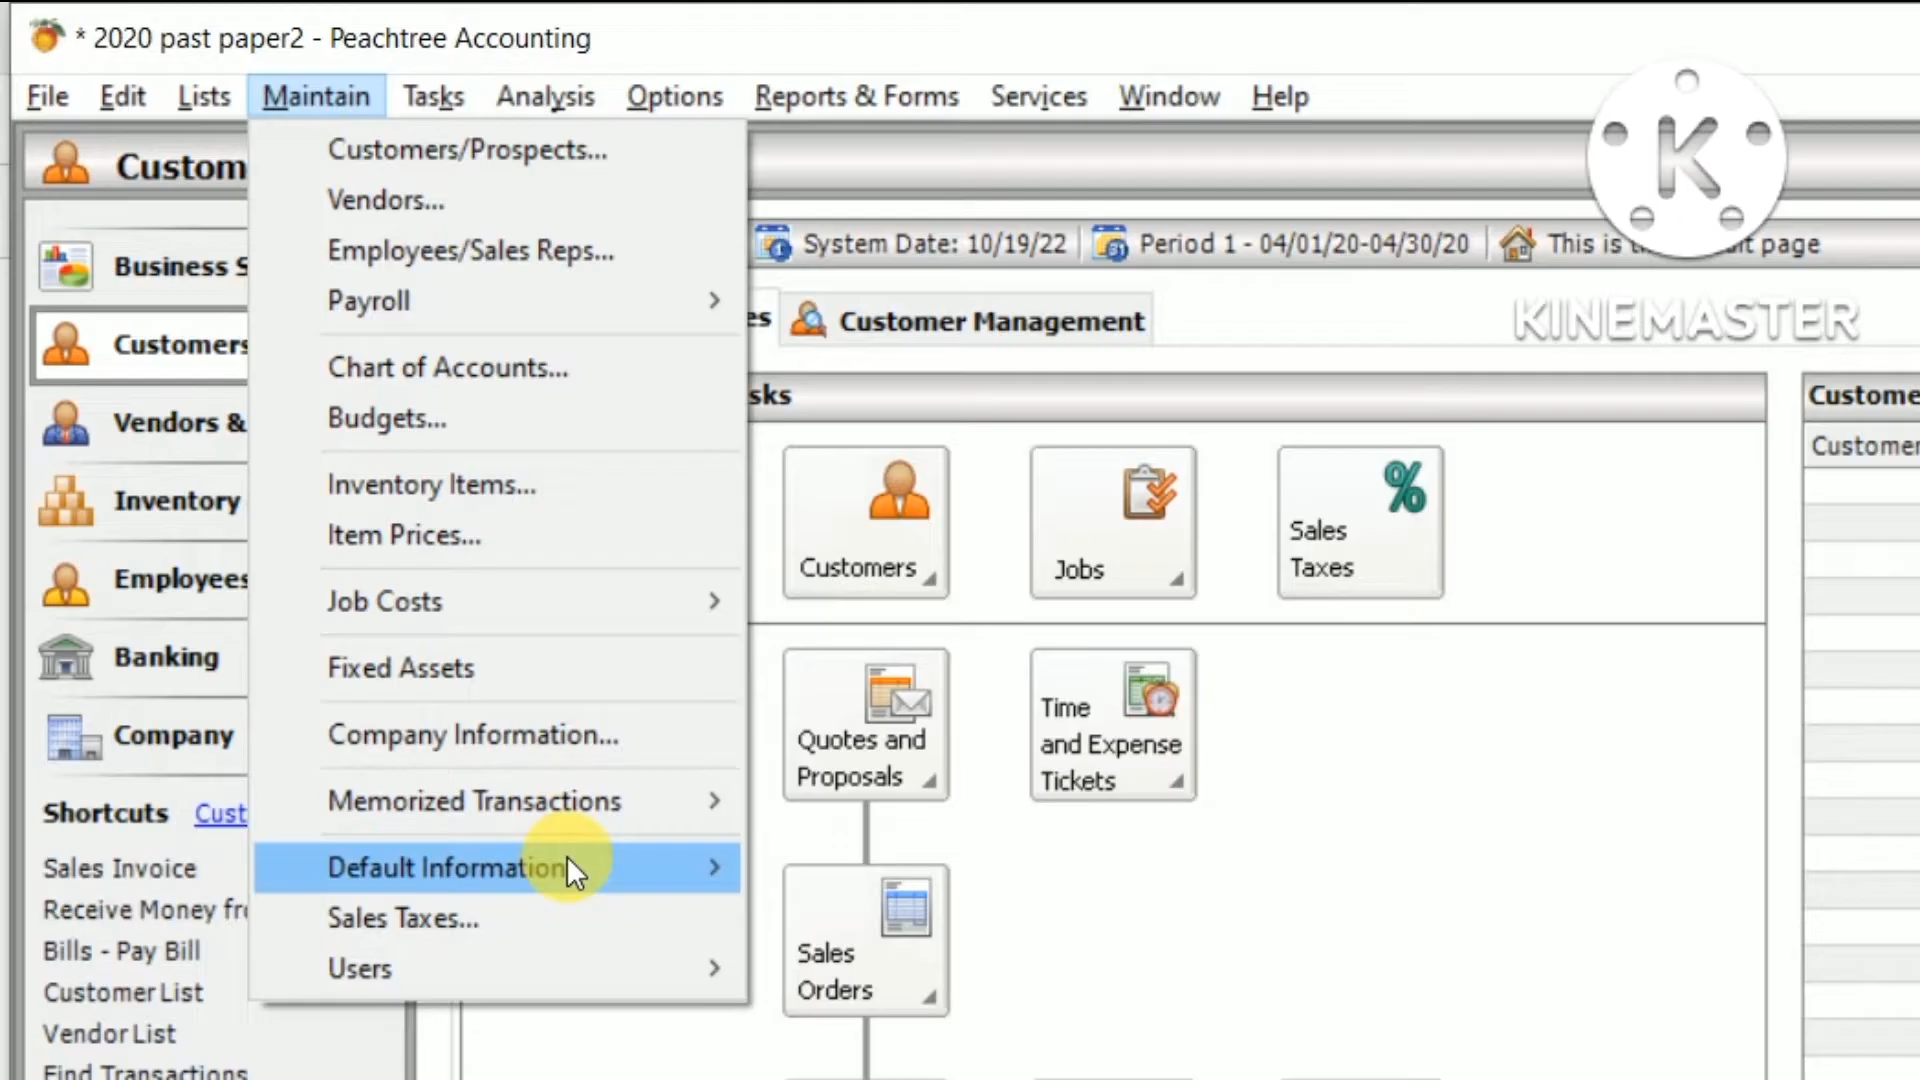 * 2020 past paper2 - Peachtree Accounting
File Edit Lists Maintain Tasks Analysis Options Reports & Forms Services Window Help
Custom
Customers/Prospects...
Vendors...
Employees/Sales Reps...
Payroll
Chart of Accounts...
Budgets...
Inventory Items...
Item Prices...
Job Costs
Fixed Assets
Company Information...
Memorized Transactions
Default Information
Sales Taxes...
Users
Business S
Customers
Vendors &
Inventory
Employees
Banking
Company
Shortcuts Cust
Sales Invoice
Receive Money fr
Bills - Pay Bill
Customer List
Vendor List
Find Transactions
System Date: 10/19/22 Period 1 - 04/01/20-04/30/20 This is page
K
KINEMASTER
es Customer Management
sks
Customers
Jobs
Sales
Taxes
Quotes and
Proposals
Time
and Expense
Tickets
Sales
Orders
Custome
Customer